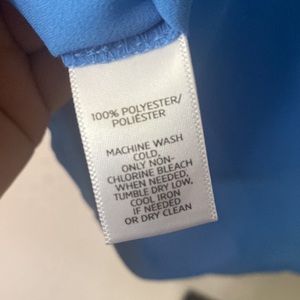 100% POLYESTER/
POLIÉSTER
MACHINE WASH
COLD,
ONLY NON-
CHLORINE BLEACH
WHEN NEEDED,
TUMBLE DRY LOW,
COOL IRON
IF NEEDED
OR DRY CLEAN